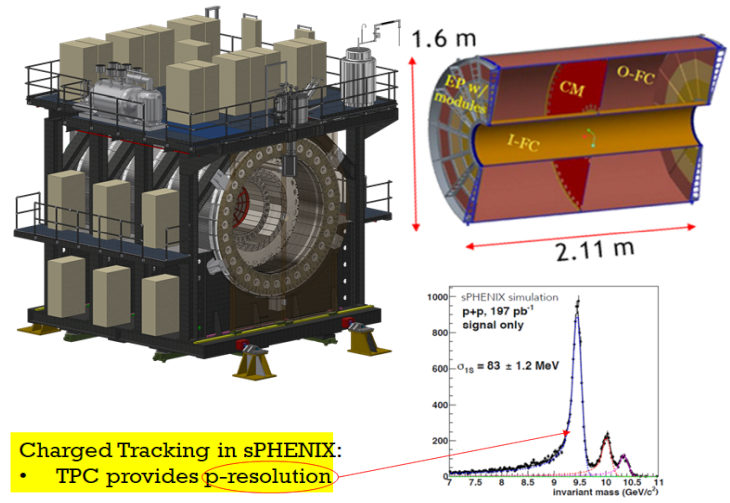 1.6 m
EP w/
modules
CM
O-FC
I-FC
2.11 m
sPHENIX simulation
p+p, 197 pb⁻¹
signal only
σ1S = 83 ± 1.2 MeV
1000
800
600
400
200
0
7 7.5 8 8.5 9 9.5 10 10.5 11
invariant mass (GeV/c²)
Charged Tracking in sPHENIX:
• TPC provides p-resolution